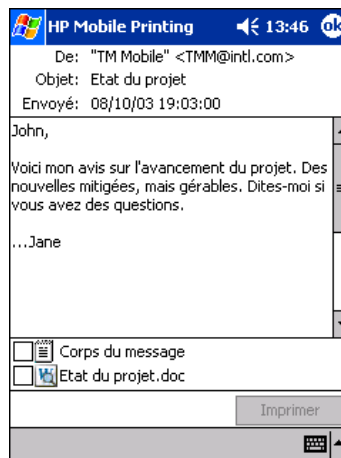 HP Mobile Printing 13:46 ok
De: "TM Mobile" <TMM@intl.com>
Objet: Etat du projet
Envoyé: 08/10/03 19:03:00
John,
Voici mon avis sur l'avancement du projet. Des
nouvelles mitigées, mais gérables. Dites-moi si
vous avez des questions.
...Jane
Corps du message
Etat du projet.doc
Imprimer